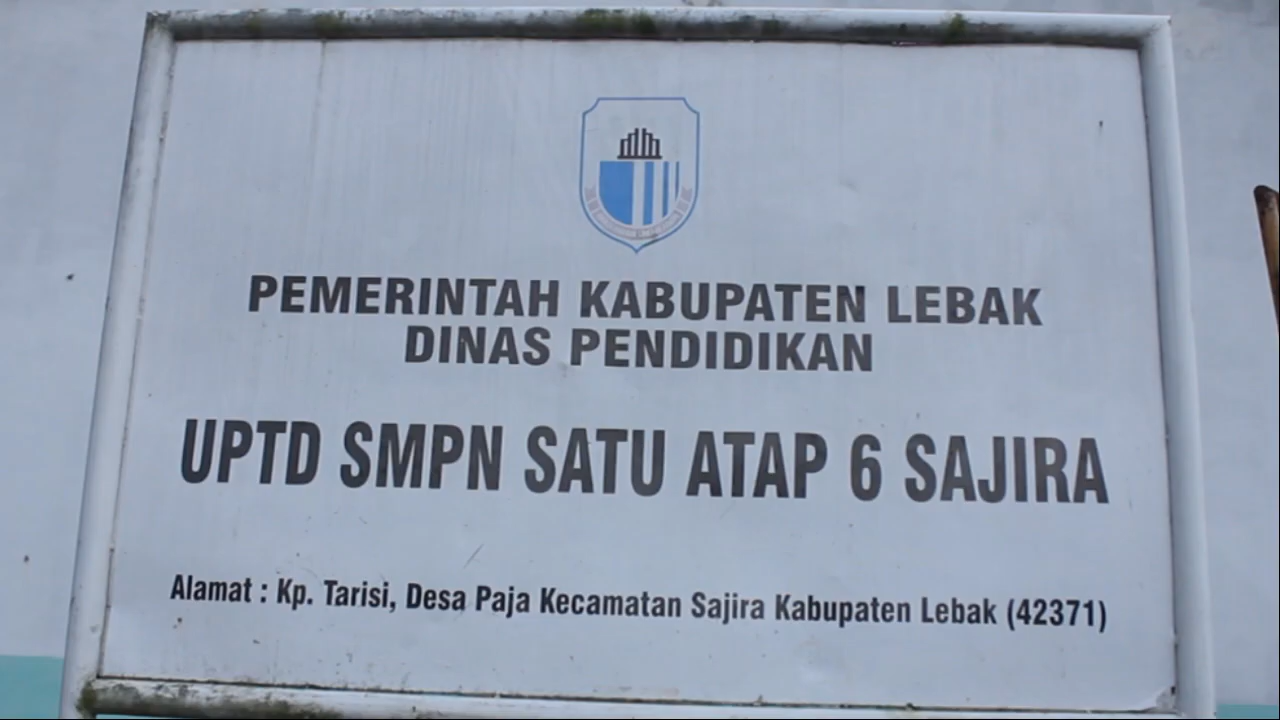 PEMERINTAH KABUPATEN LEBAK
DINAS PENDIDIKAN
UPTD SMPN SATU ATAP 6 SAJIRA
Alamat : Kp. Tarisi, Desa Paja Kecamatan Sajira Kabupaten Lebak (42371)